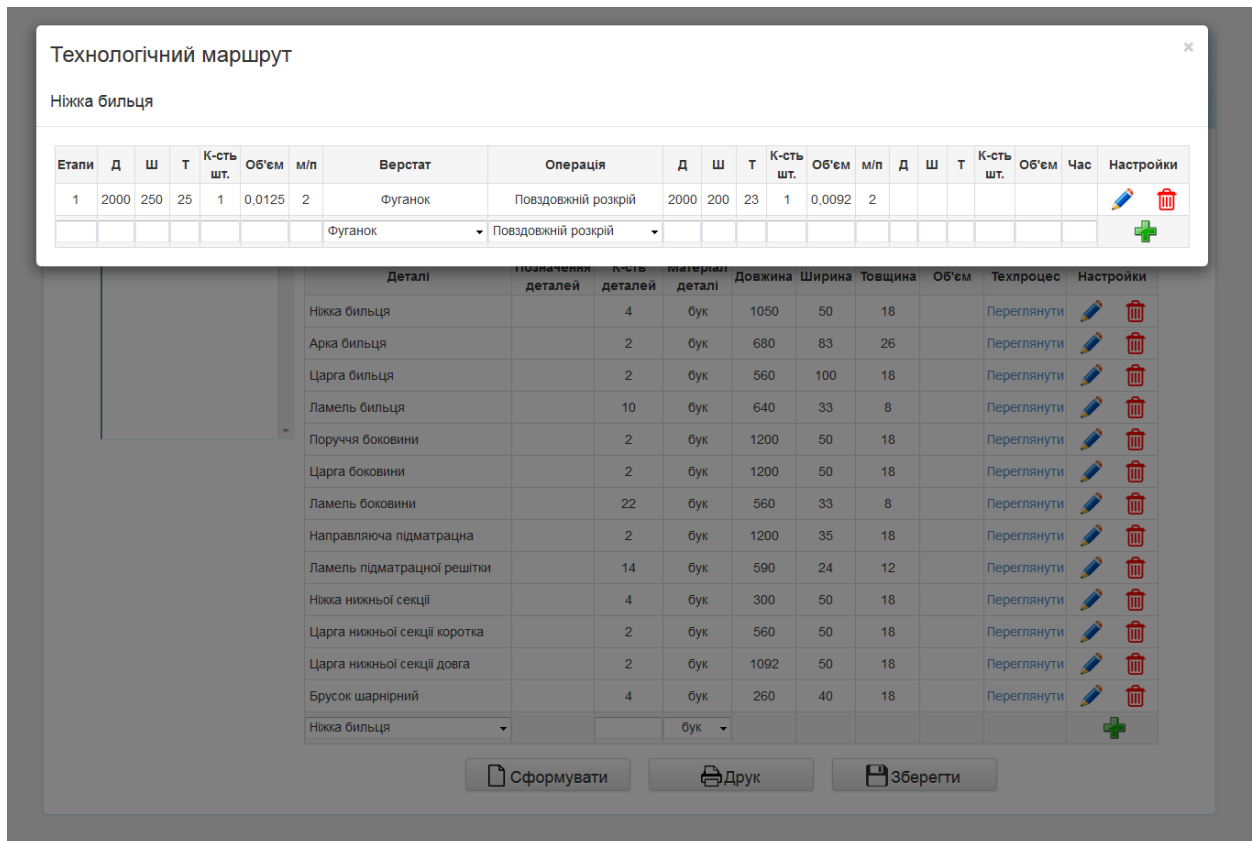 Технологічний маршрут ×
Ніжка бильця
Етапи Д Ш Т К-сть шт. Об'єм м/п Верстат Операція Д Ш Т К-сть шт. Об'єм м/п Д Ш Т К-сть шт. Об'єм Час Настройки
1 2000 250 25 1 0,0125 2 Фуганок Повздовжній розкрій 2000 200 23 1 0,0092 2
Фуганок Повздовжній розкрій
Деталі Позначення деталей К-сть деталей Матеріал деталі Довжина Ширина Товщина Об'єм Техпроцес Настройки
Ніжка бильця 4 бук 1050 50 18 Переглянути
Арка бильця 2 бук 680 83 26 Переглянути
Царга бильця 2 бук 560 100 18 Переглянути
Ламель бильця 10 бук 640 33 8 Переглянути
Поруччя боковини 2 бук 1200 50 18 Переглянути
Царга боковини 2 бук 1200 50 18 Переглянути
Ламель боковини 22 бук 560 33 8 Переглянути
Направляюча підматрацна 2 бук 1200 35 18 Переглянути
Ламель підматрацної решітки 14 бук 590 24 12 Переглянути
Ніжка нижньої секції 4 бук 300 50 18 Переглянути
Царга нижньої секції коротка 2 бук 560 50 18 Переглянути
Царга нижньої секції довга 2 бук 1092 50 18 Переглянути
Брусок шарнірний 4 бук 260 40 18 Переглянути
Ніжка бильця бук
Сформувати Друк Зберегти